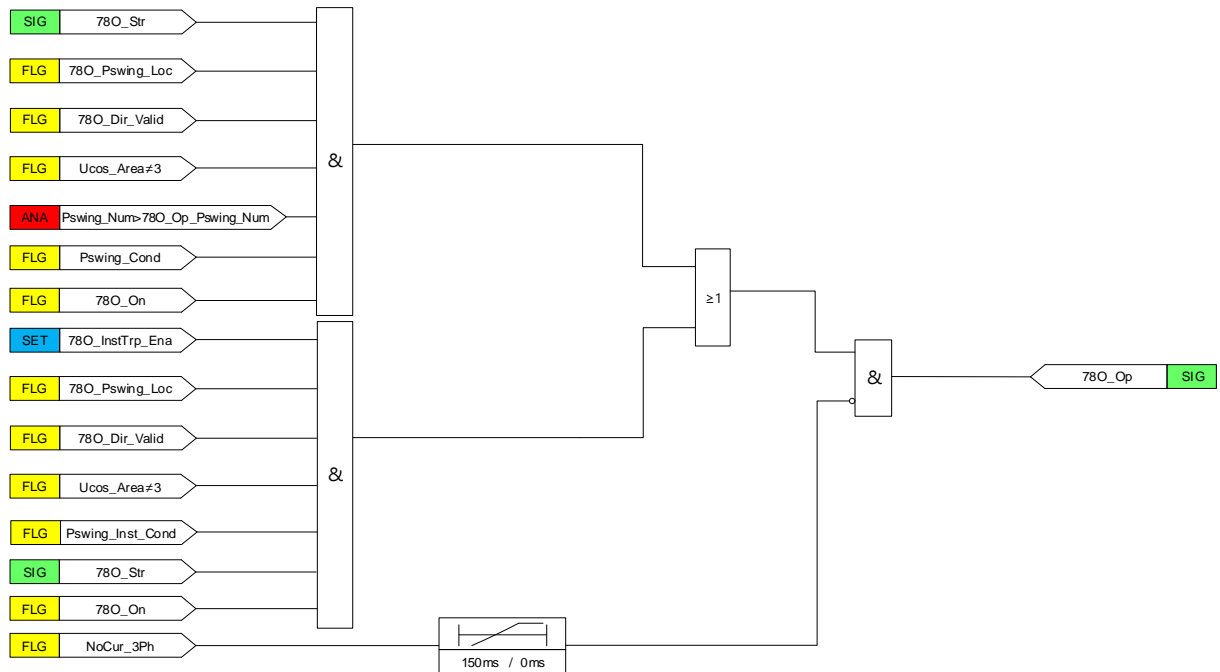 SIG 78O_Str
FLG 78O_Pswing_Loc
FLG 78O_Dir_Valid
FLG Ucos_Area≠3
&
ANA Pswing_Num>78O_Op_Pswing_Num
FLG Pswing_Cond
FLG 78O_On
≥1
SET 78O_InstTrp_Ena
& 78O_Op SIG
FLG 78O_Pswing_Loc
FLG 78O_Dir_Valid
&
FLG Ucos_Area≠3
FLG Pswing_Inst_Cond
SIG 78O_Str
FLG 78O_On
FLG NoCur_3Ph
150ms / 0ms